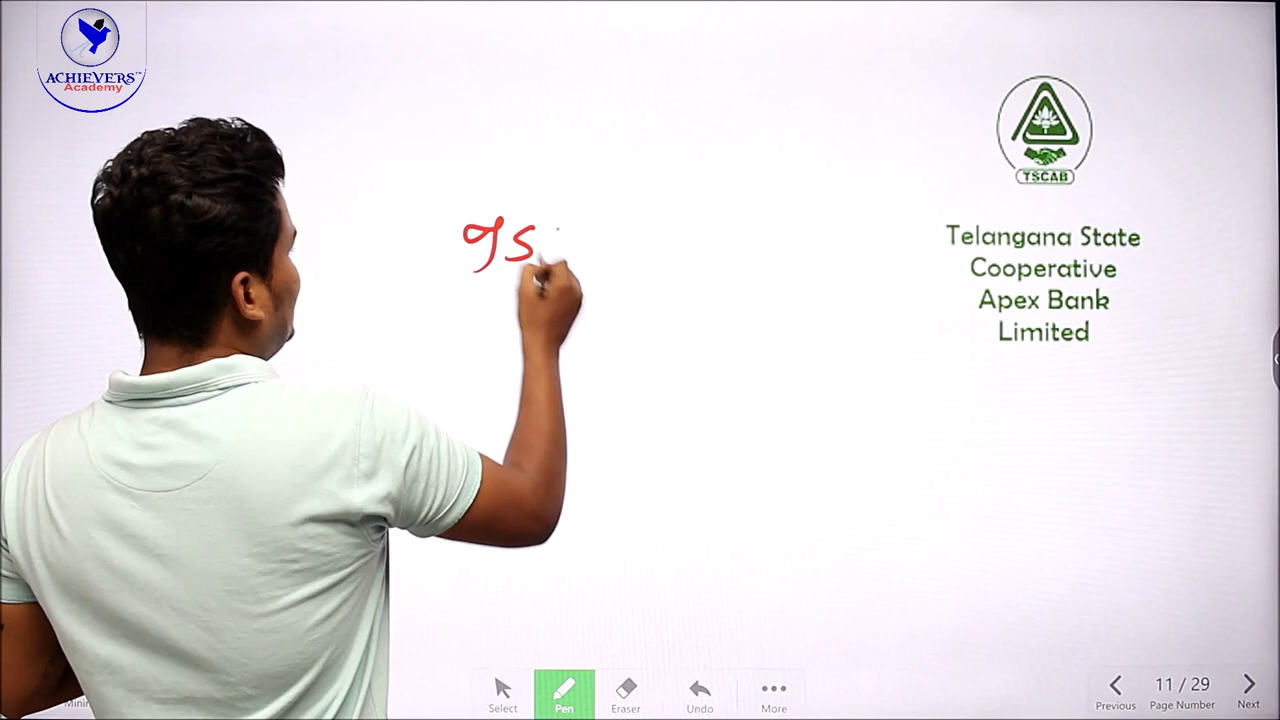 ACHIEVERS™
Academy
TSCAB
Telangana State
Cooperative
Apex Bank
Limited
Select
Pen
Eraser
Undo
More
Previous
11 / 29
Page Number
Next